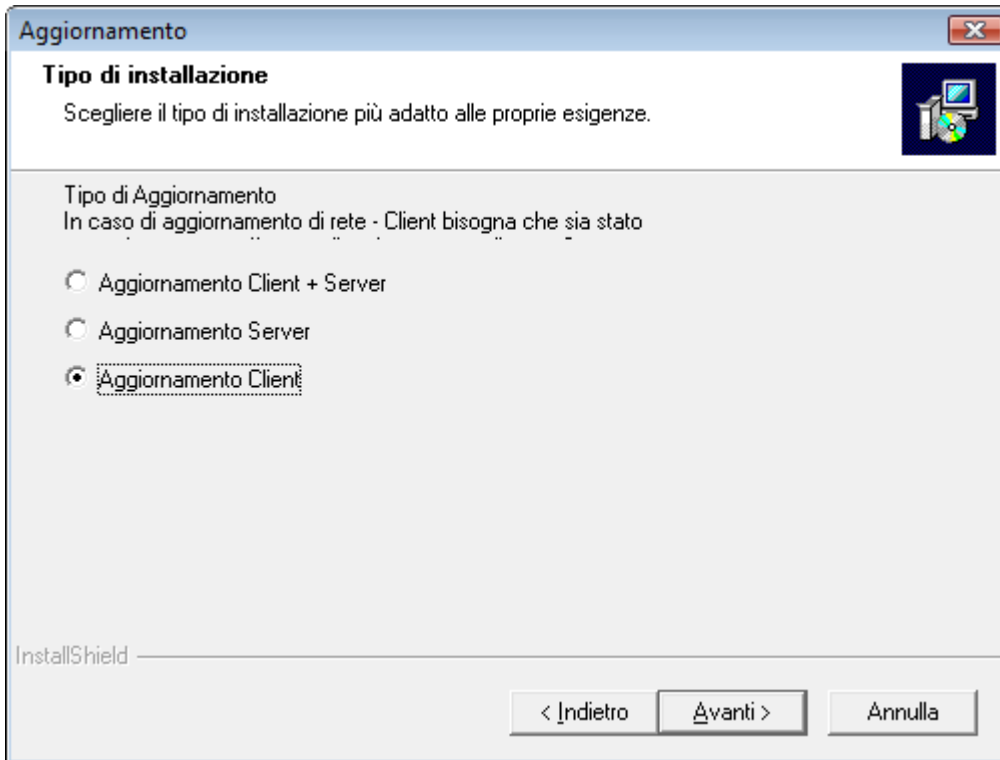 Aggiornamento
Tipo di installazione
Scegliere il tipo di installazione più adatto alle proprie esigenze.
Tipo di Aggiornamento
In caso di aggiornamento di rete - Client bisogna che sia stato
Aggiornamento Client + Server
Aggiornamento Server
Aggiornamento Client
InstallShield
< Indietro Avanti > Annulla